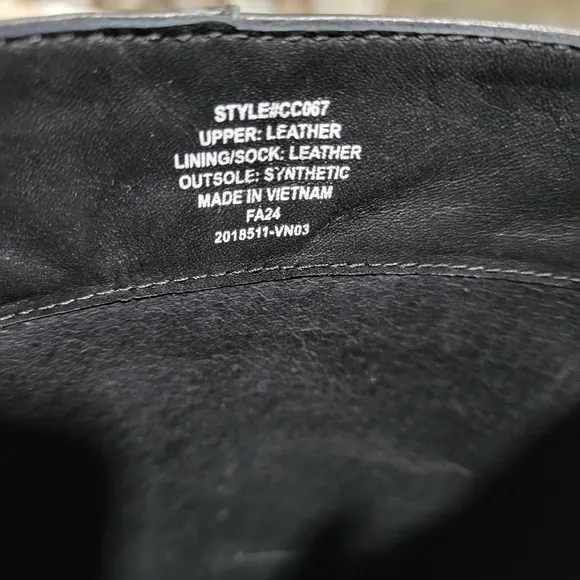 STYLE#CC067
UPPER: LEATHER
LINING/SOCK: LEATHER
OUTSOLE: SYNTHETIC
MADE IN VIETNAM
FA24
2018511-VN03